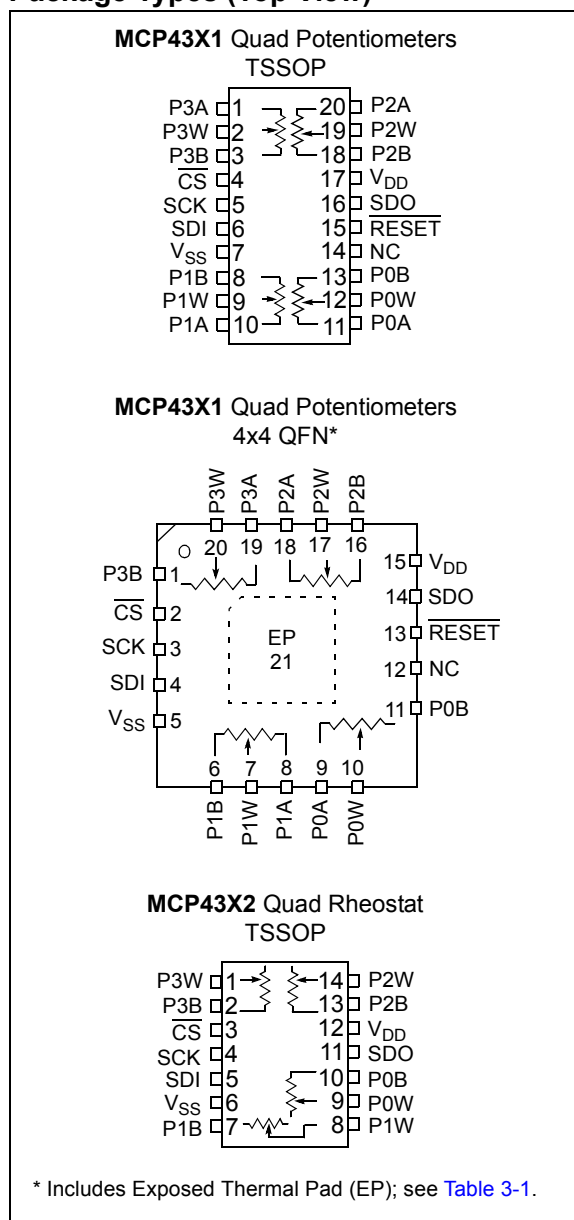 Package Types (Top View)
MCP43X1 Quad Potentiometers
TSSOP
P3A 1 20 P2A
P3W 2 19 P2W
P3B 3 18 P2B
CS 4 17 VDD
SCK 5 16 SDO
SDI 6 15 RESET
VSS 7 14 NC
P1B 8 13 P0B
P1W 9 12 P0W
P1A 10 11 P0A
MCP43X1 Quad Potentiometers
4x4 QFN*
P3W P3A P2A P2W P2B
20 19 18 17 16
P3B 1 15 VDD
CS 2 14 SDO
SCK 3 EP 13 RESET
21
SDI 4 12 NC
VSS 5 11 P0B
6 7 8 9 10
P1B P1W P1A P0A P0W
MCP43X2 Quad Rheostat
TSSOP
P3W 1 14 P2W
P3B 2 13 P2B
CS 3 12 VDD
SCK 4 11 SDO
SDI 5 10 P0B
VSS 6 9 P0W
P1B 7 8 P1W
* Includes Exposed Thermal Pad (EP); see Table 3-1.